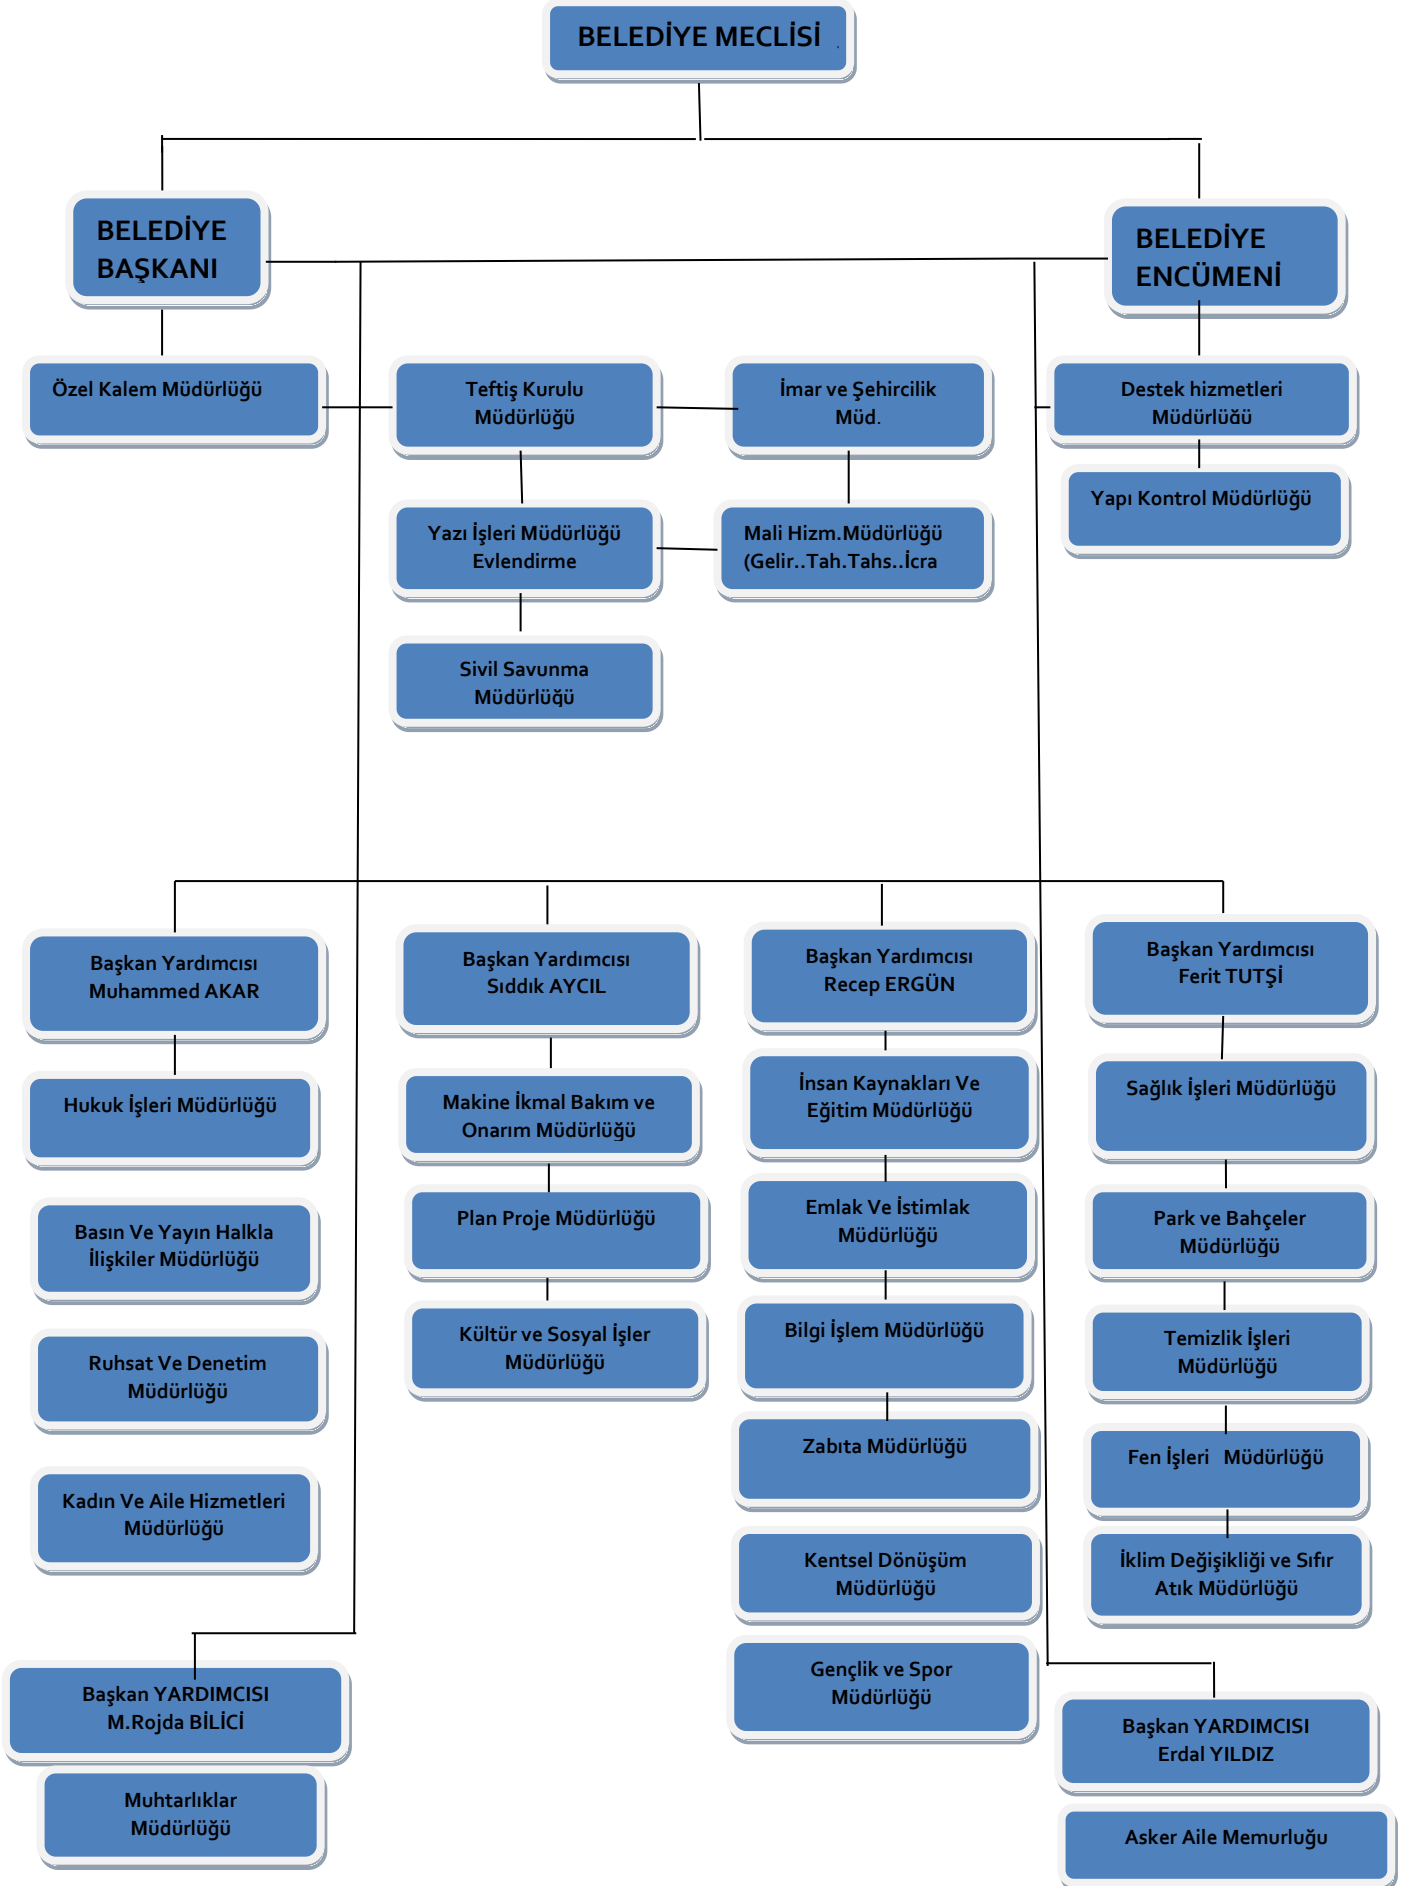 BELEDİYE MECLİSİ .
BELEDİYE
BAŞKANI
BELEDİYE
ENCÜMENİ
Özel Kalem Müdürlüğü
Teftiş Kurulu
Müdürlüğü
İmar ve Şehircilik
Müd.
Destek hizmetleri
Müdürlüğü
Yapı Kontrol Müdürlüğü
Yazı İşleri Müdürlüğü
Evlendirme
Mali Hizm.Müdürlüğü
(Gelir..Tah.Tahs..İcra
Sivil Savunma
Müdürlüğü
Başkan Yardımcısı
Muhammed AKAR
Başkan Yardımcısı
Sıddık AYCIL
Başkan Yardımcısı
Recep ERGÜN
Başkan Yardımcısı
Ferit TUTŞİ
Hukuk İşleri Müdürlüğü
Makine İkmal Bakım ve
Onarım Müdürlüğü
İnsan Kaynakları Ve
Eğitim Müdürlüğü
Sağlık İşleri Müdürlüğü
Basın Ve Yayın Halkla
İlişkiler Müdürlüğü
Plan Proje Müdürlüğü
Emlak Ve İstimlak
Müdürlüğü
Park ve Bahçeler
Müdürlüğü
Ruhsat Ve Denetim
Müdürlüğü
Kültür ve Sosyal İşler
Müdürlüğü
Bilgi İşlem Müdürlüğü
Temizlik İşleri
Müdürlüğü
Kadın Ve Aile Hizmetleri
Müdürlüğü
Zabıta Müdürlüğü
Fen İşleri   Müdürlüğü
Kentsel Dönüşüm
Müdürlüğü
İklim Değişikliği ve Sıfır
Atık Müdürlüğü
Gençlik ve Spor
Müdürlüğü
Başkan YARDIMCISI
M.Rojda BİLİCİ
Başkan YARDIMCISI
Erdal YILDIZ
Muhtarlıklar
Müdürlüğü
Asker Aile Memurluğu